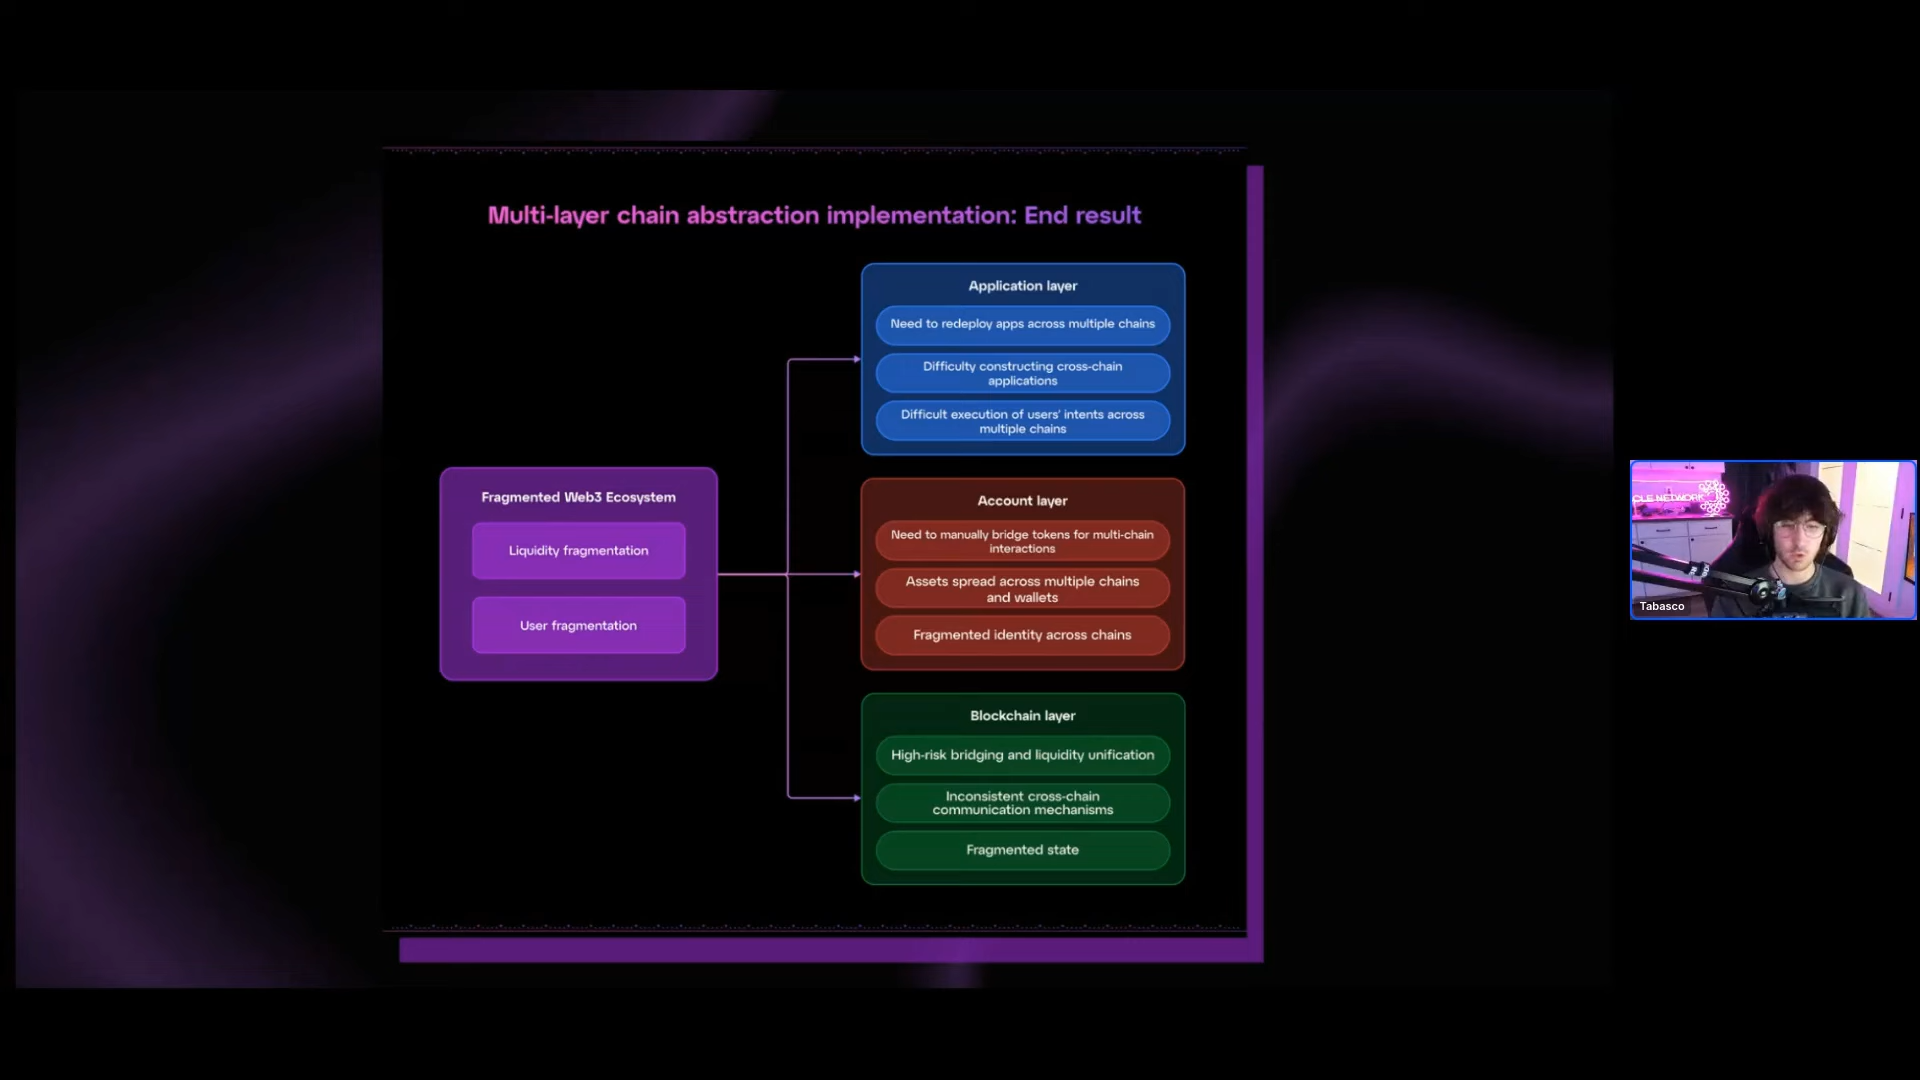 Multi-layer chain abstraction implementation: End result
Fragmented Web3 Ecosystem
Liquidity fragmentation
User fragmentation
Application layer
Need to redeploy apps across multiple chains
Difficulty constructing cross-chain
applications
Difficult execution of users' intents across
multiple chains
Account layer
Need to manually bridge tokens for multi-chain
interactions
Assets spread across multiple chains
and wallets
Fragmented identity across chains
Blockchain layer
High-risk bridging and liquidity unification
Inconsistent cross-chain
communication mechanisms
Fragmented state
CLE NETWORK
Tabasco